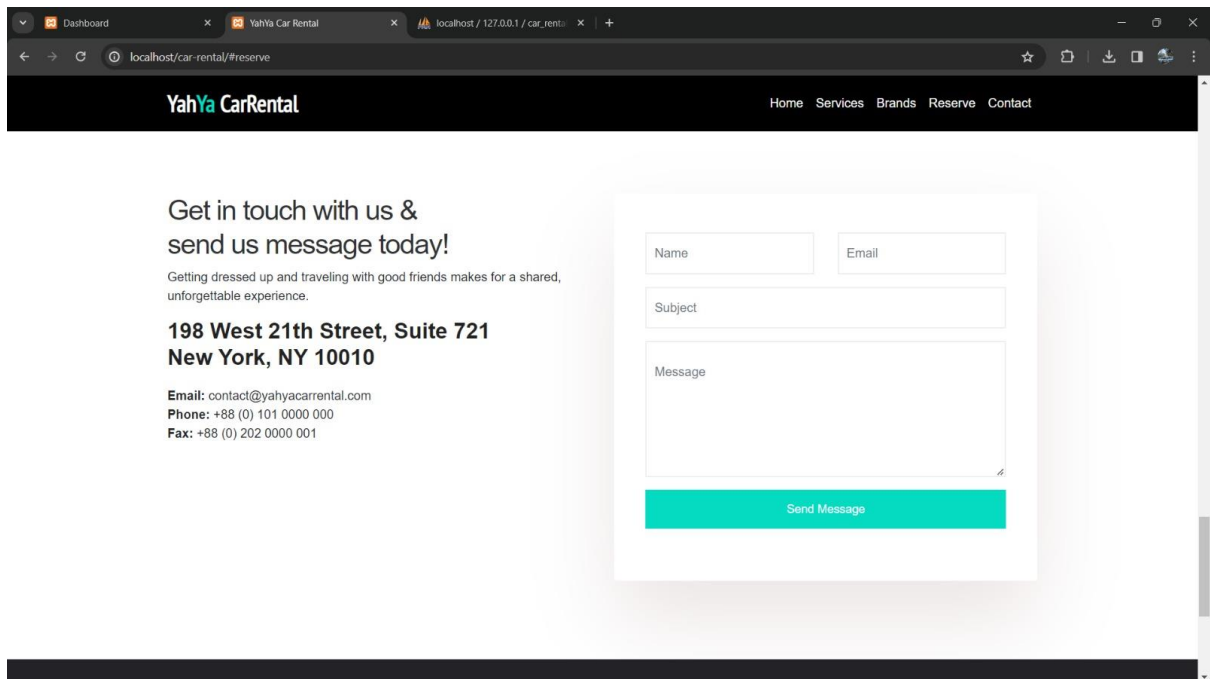 Dashboard
YahYa Car Rental
localhost / 127.0.0.1 / car_renta
localhost/car-rental/#reserve
YahYa CarRental
Home Services Brands Reserve Contact
Get in touch with us &
send us message today!
Getting dressed up and traveling with good friends makes for a shared,
unforgettable experience.
198 West 21th Street, Suite 721
New York, NY 10010
Email: contact@yahyacarrental.com
Phone: +88 (0) 101 0000 000
Fax: +88 (0) 202 0000 001
Name
Email
Subject
Message
Send Message